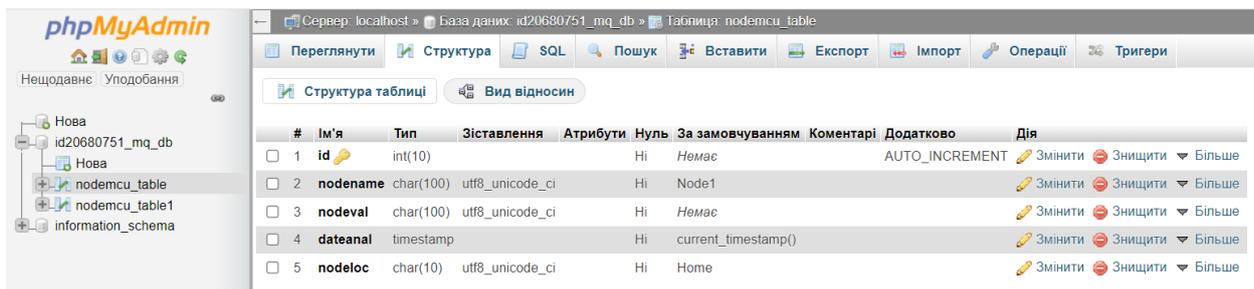 phpMyAdmin
Нещодавнє Уподобання
Нова
id20680751_mq_db
Нова
nodemcu_table
nodemcu_table1
information_schema
Сервер: localhost » База даних: id20680751_mq_db » Таблиця: nodemcu_table
Переглянути Структура SQL Пошук Вставити Експорт Імпорт Операції Тригери
Структура таблиці Вид відносин
# Ім'я Тип Зіставлення Атрибути Нуль За замовчуванням Коментарі Додатково Дія
1 id int(10) Ні Немає AUTO_INCREMENT Змінити Знищити Більше
2 nodename char(100) utf8_unicode_ci Ні Node1 Змінити Знищити Більше
3 nodeval char(100) utf8_unicode_ci Ні Немає Змінити Знищити Більше
4 dateanal timestamp Ні current_timestamp() Змінити Знищити Більше
5 nodeloc char(10) utf8_unicode_ci Ні Home Змінити Знищити Більше